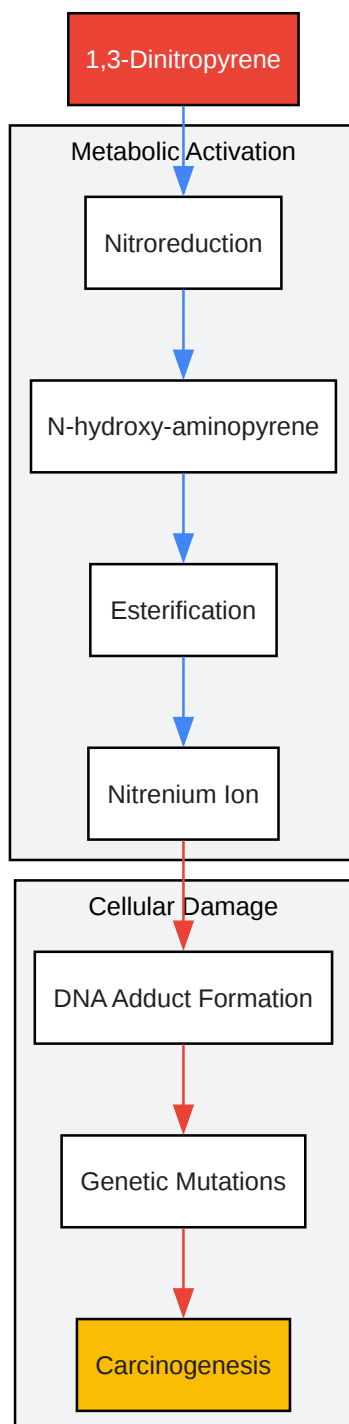 1,3-Dinitropyrene
Metabolic Activation
Nitroreduction
N-hydroxy-aminopyrene
Esterification
Nitrenium Ion
Cellular Damage
DNA Adduct Formation
Genetic Mutations
Carcinogenesis